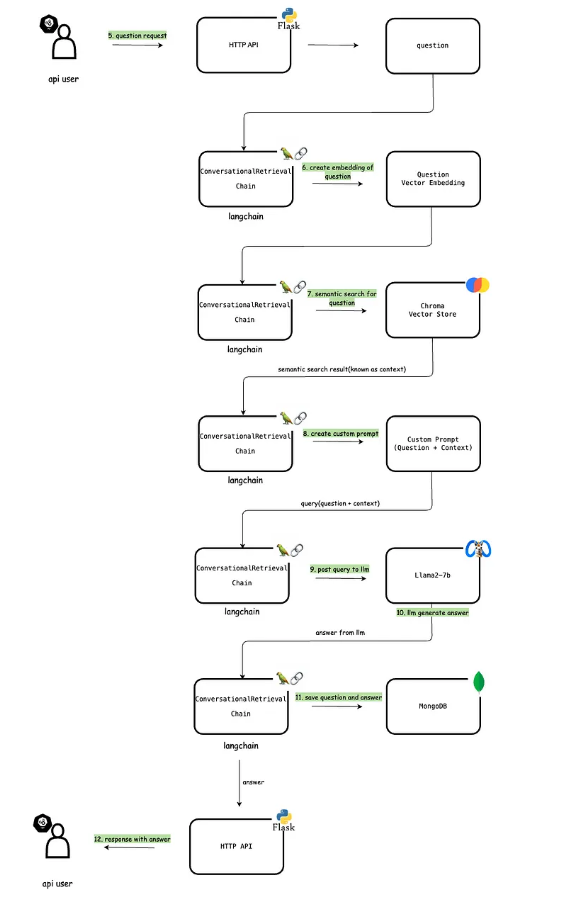 5. question request
Flask
HTTP API
question
api user
ConversationalRetrieval
Chain
6. create embedding of
question
Question
Vector Embedding
langchain
ConversationalRetrieval
Chain
7. semantic search for
question
Chroma
Vector Store
langchain
semantic search result(known as context)
ConversationalRetrieval
Chain
8. create custom prompt
Custom Prompt
(Question + Context)
langchain
query(question + context)
ConversationalRetrieval
Chain
9. post query to llm
Llama2-7b
langchain
10. llm generate answer
answer from llm
ConversationalRetrieval
Chain
11. save question and answer
MongoDB
langchain
answer
Flask
12. response with answer
HTTP API
api user